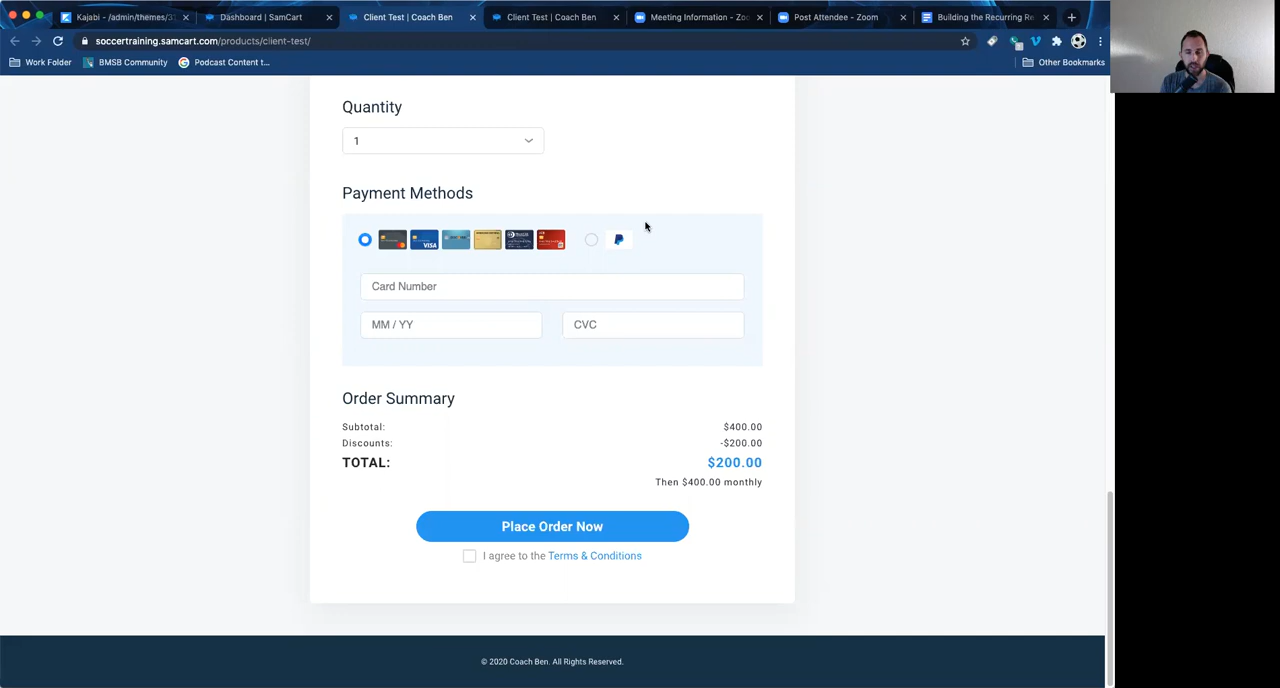 Kajabi - /admin/themes/3
Dashboard | SamCart
Client Test | Coach Ben
Client Test | Coach Ben
Meeting Information - Zoo
Post Attendee - Zoom
Building the Recurring Re
soccertraining.samcart.com/products/client-test/
Work Folder
BMSB Community
Podcast Content t...
Other Bookmarks
Quantity
1
Payment Methods
VISA
Card Number
MM / YY
CVC
Order Summary
Subtotal: $400.00
Discounts: -$200.00
TOTAL: $200.00
Then $400.00 monthly
Place Order Now
I agree to the Terms & Conditions
© 2020 Coach Ben. All Rights Reserved.